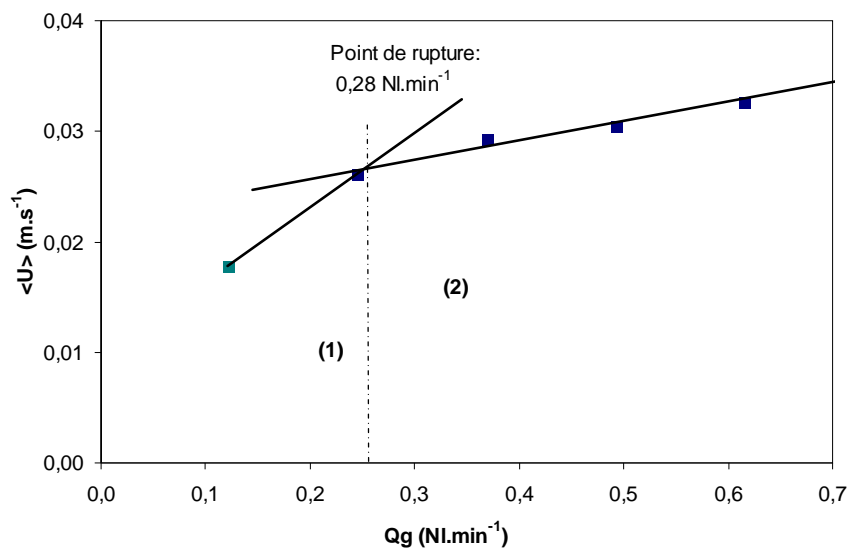 0,04
Point de rupture:
0,28 Nl.min⁻¹
0,03
0,02
0,01
0,00
<U> (m.s⁻¹)
(2)
(1)
0,0 0,1 0,2 0,3 0,4 0,5 0,6 0,7
Qg (Nl.min⁻¹)